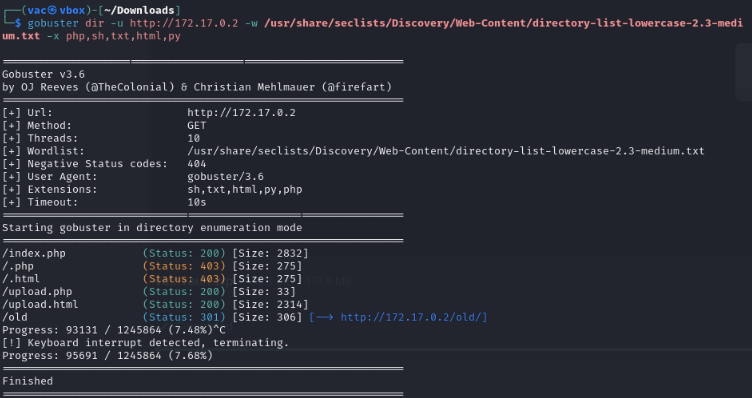 ┌──(vac㉿vbox)-[~/Downloads]
└─$ gobuster dir -u http://172.17.0.2 -w /usr/share/seclists/Discovery/Web-Content/directory-list-lowercase-2.3-medi
um.txt -x php,sh,txt,html,py
===============================================================
Gobuster v3.6
by OJ Reeves (@TheColonial) & Christian Mehlmauer (@firefart)
===============================================================
[+] Url:                     http://172.17.0.2
[+] Method:                  GET
[+] Threads:                 10
[+] Wordlist:                /usr/share/seclists/Discovery/Web-Content/directory-list-lowercase-2.3-medium.txt
[+] Negative Status codes:   404
[+] User Agent:              gobuster/3.6
[+] Extensions:              sh,txt,html,py,php
[+] Timeout:                 10s
===============================================================
Starting gobuster in directory enumeration mode
===============================================================
/index.php            (Status: 200) [Size: 2832]
/.php                 (Status: 403) [Size: 275]
/.html                (Status: 403) [Size: 275]
/upload.php           (Status: 200) [Size: 33]
/upload.html          (Status: 200) [Size: 2314]
/old                  (Status: 301) [Size: 306] [--> http://172.17.0.2/old/]
Progress: 93131 / 1245864 (7.48%)^C
[!] Keyboard interrupt detected, terminating.
Progress: 95691 / 1245864 (7.68%)
===============================================================
Finished
===============================================================